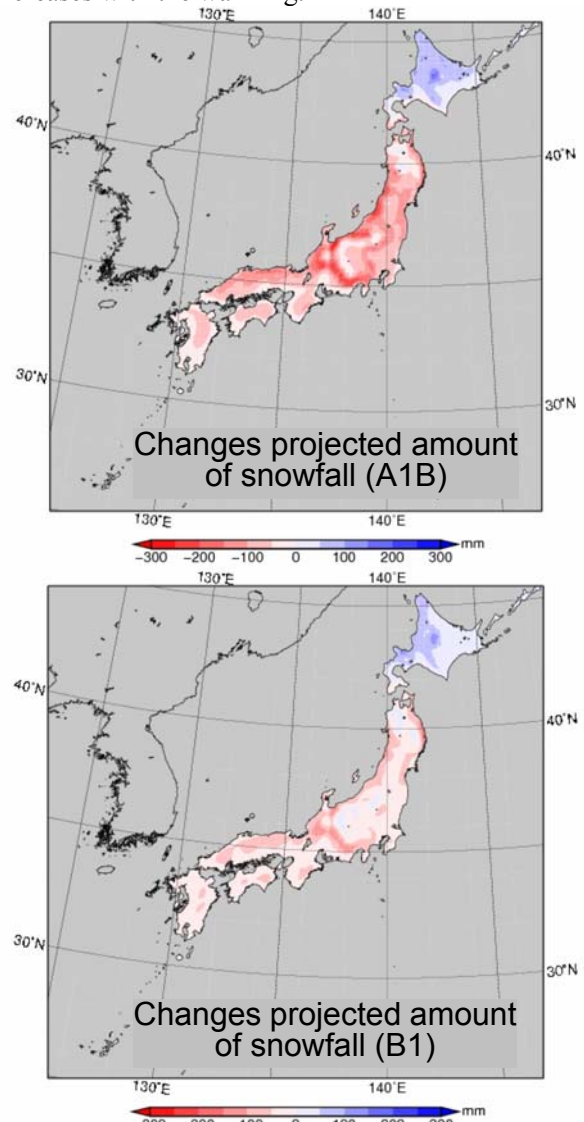 130°E 140°E
40°N
40°N
30°N
30°N
Changes projected amount
of snowfall (A1B)
130°E 140°E
−300 −200 −100 0 100 200 300 mm
130°E 140°E
40°N
40°N
30°N
30°N
Changes projected amount
of snowfall (B1)
130°E 140°E
mm